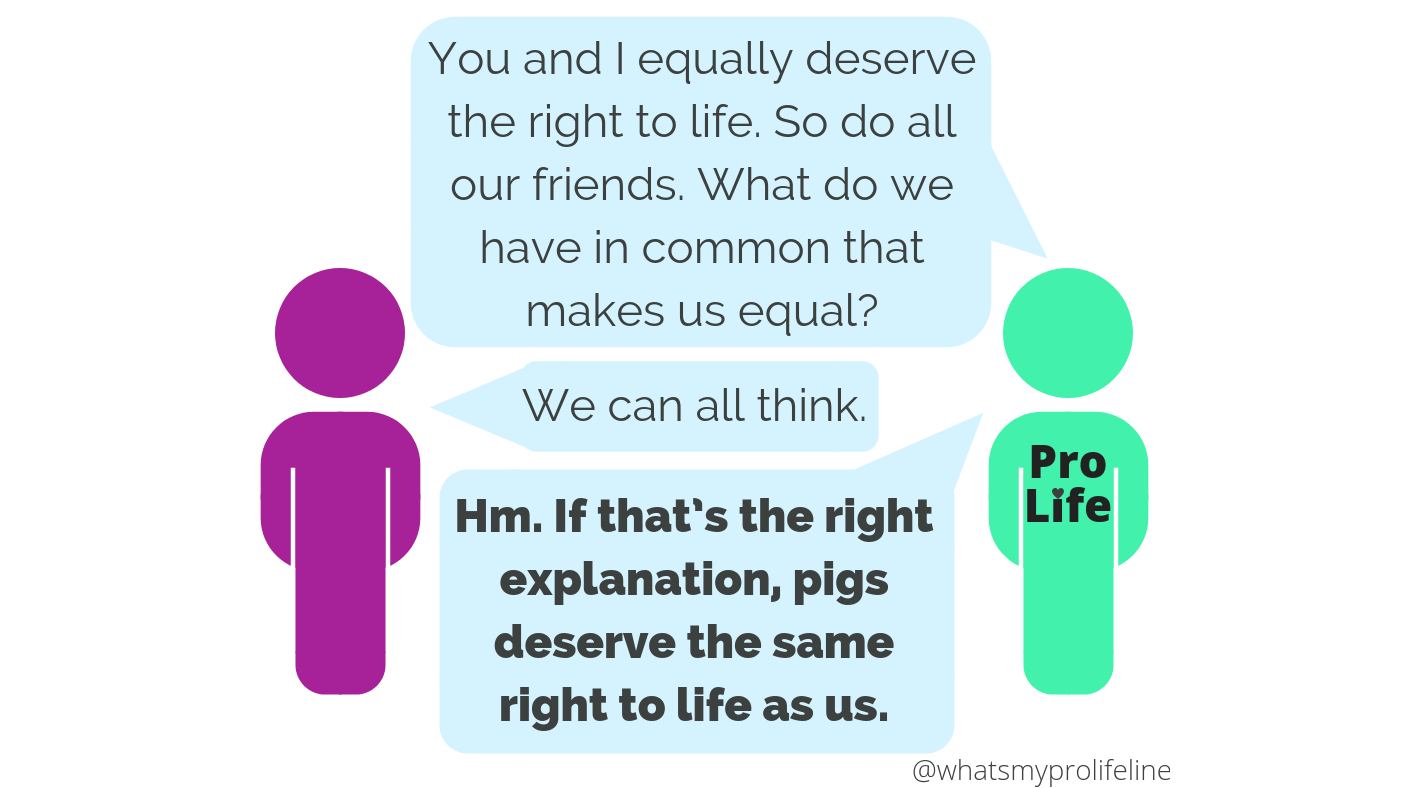 You and I equally deserve
the right to life. So do all
our friends. What do we
have in common that
makes us equal?
We can all think.
Hm. If that's the right
explanation, pigs
deserve the same
right to life as us.
Pro
Life
@whatsmyprolifeline